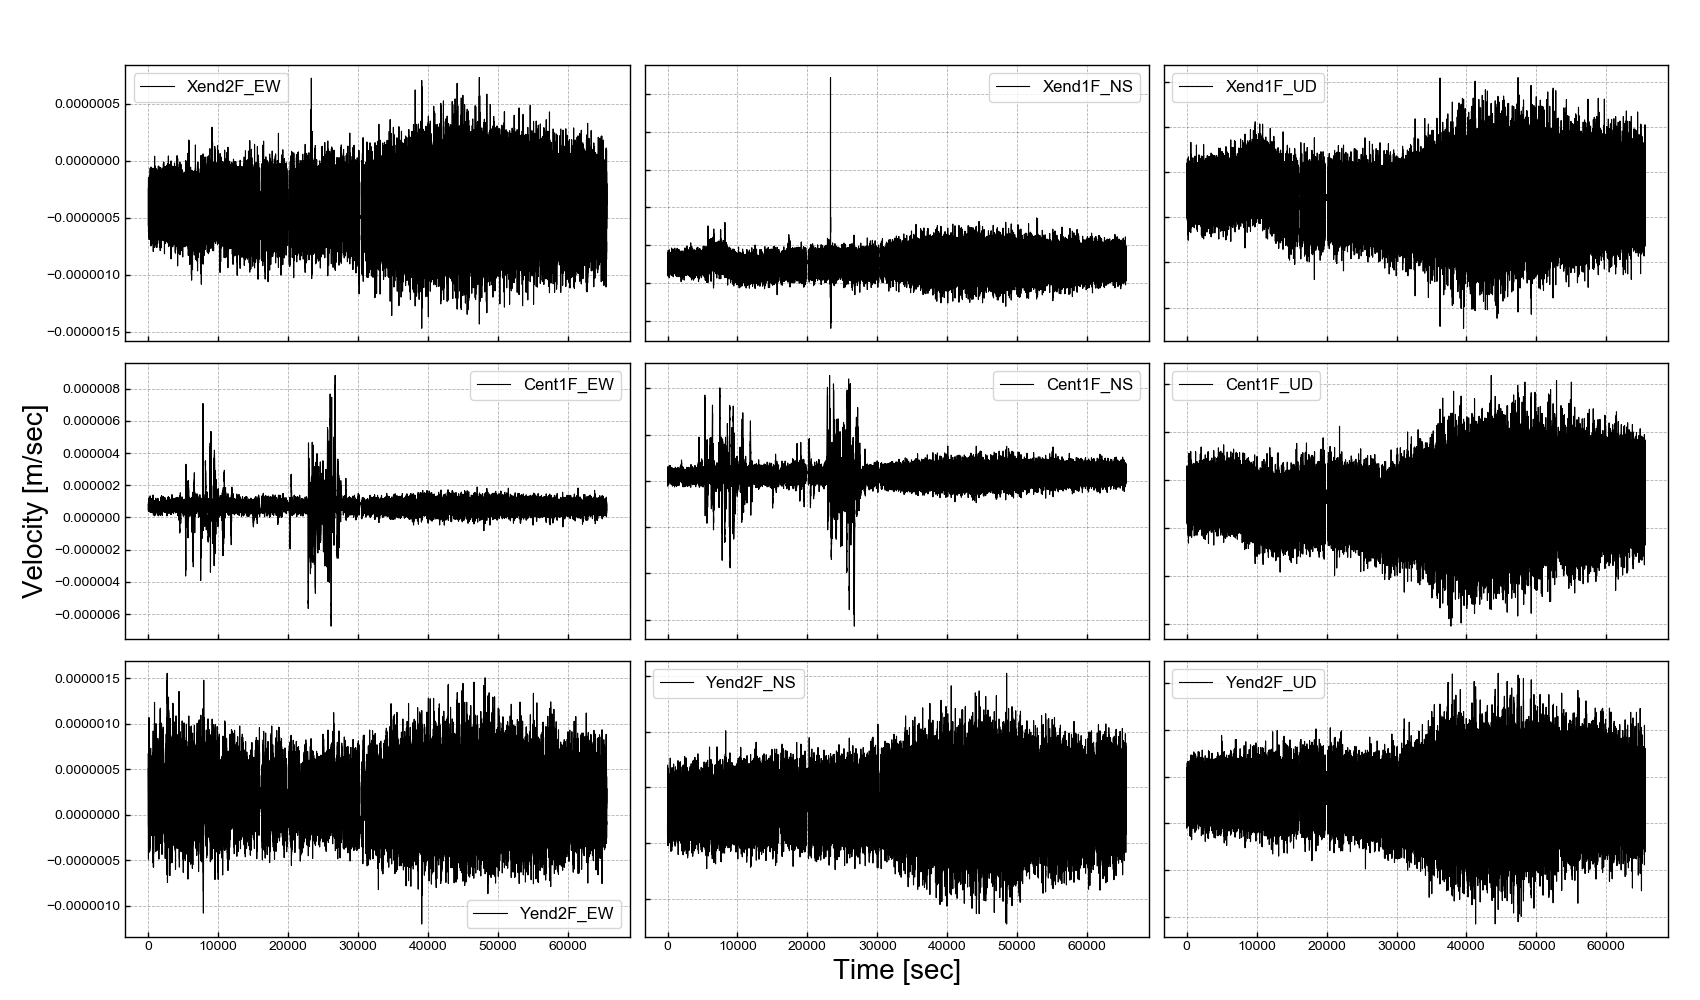 Xend2F_EW
Xend1F_NS
Xend1F_UD
0.0000005
0.0000000
−0.0000005
−0.0000010
−0.0000015
Cent1F_EW
Cent1F_NS
Cent1F_UD
0.000008
0.000006
0.000004
0.000002
0.000000
−0.000002
−0.000004
−0.000006
Velocity [m/sec]
Yend2F_NS
Yend2F_UD
0.0000015
0.0000010
0.0000005
0.0000000
−0.0000005
−0.0000010
Yend2F_EW
0 10000 20000 30000 40000 50000 60000
0 10000 20000 30000 40000 50000 60000
0 10000 20000 30000 40000 50000 60000
Time [sec]